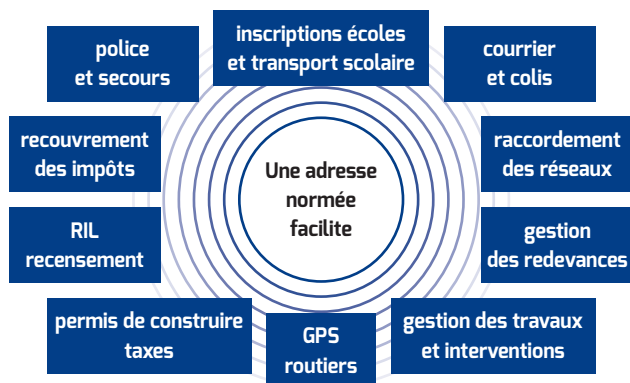 inscriptions écoles
et transport scolaire
police
et secours
courrier
et colis
recouvrement
des impôts
raccordement
des réseaux
Une adresse
normée
facilite
RIL
recensement
gestion
des redevances
permis de construire
taxes
GPS
routiers
gestion des travaux
et interventions